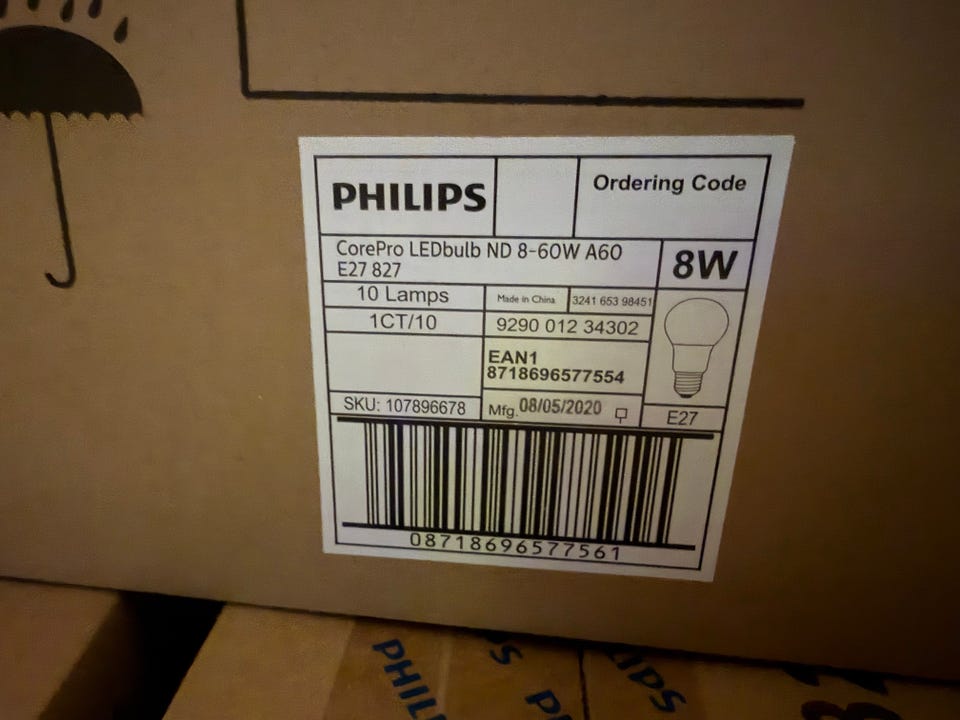 PHILIPS
Ordering Code
CorePro LEDbulb ND 8-60W A60
E27 827
8W
10 Lamps
Made in China
3241 653 98451
1CT/10
9290 012 34302
EAN1
8718696577554
SKU: 107896678
Mfg. 08/05/2020
E27
08718696577561
PHILIPS